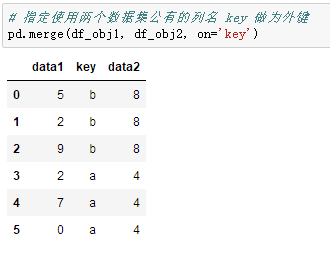 # 指定使用两个数据集公有的列名 key 做为外键
pd.merge(df_obj1, df_obj2, on='key')
data1 key data2
0 5 b 8
1 2 b 8
2 9 b 8
3 2 a 4
4 7 a 4
5 0 a 4